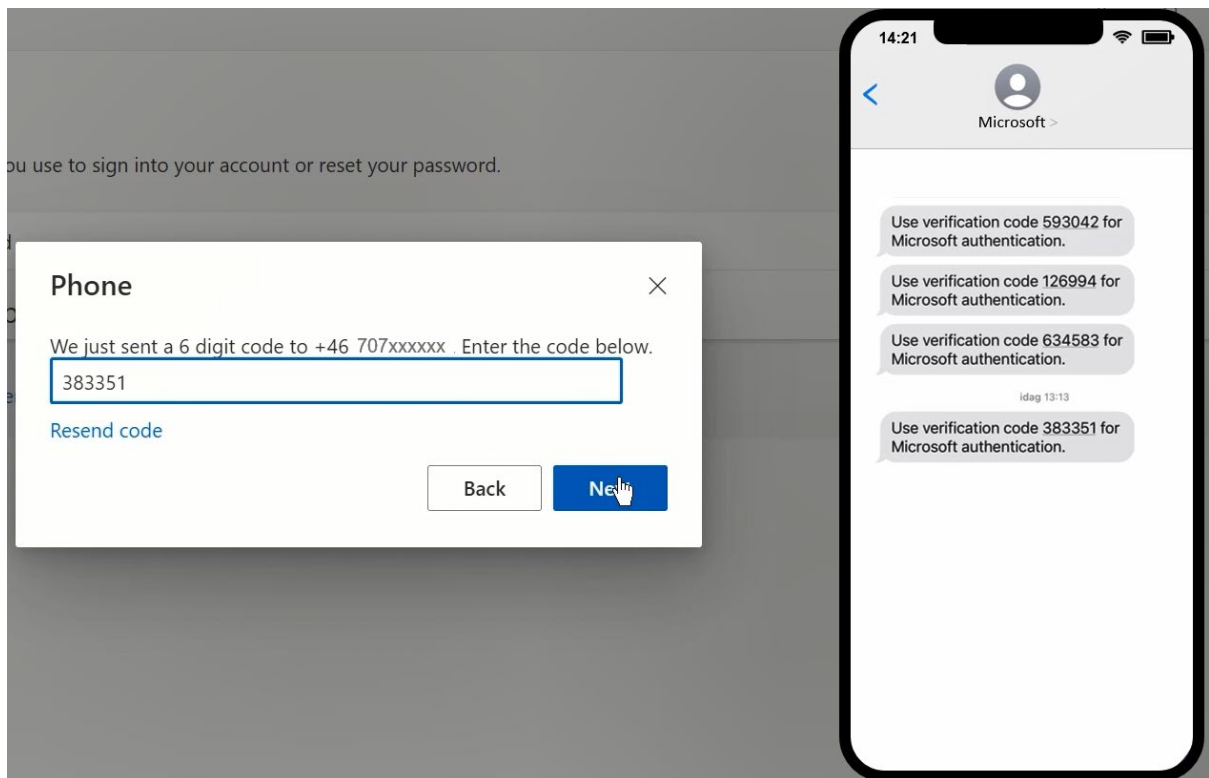 ou use to sign into your account or reset your password.
d
Phone
We just sent a 6 digit code to +46 707xxxxxx . Enter the code below.
383351
Resend code
Back
14:21
Microsoft >
Use verification code 593042 for
Microsoft authentication.
Use verification code 126994 for
Microsoft authentication.
Use verification code 634583 for
Microsoft authentication.
idag 13:13
Use verification code 383351 for
Microsoft authentication.